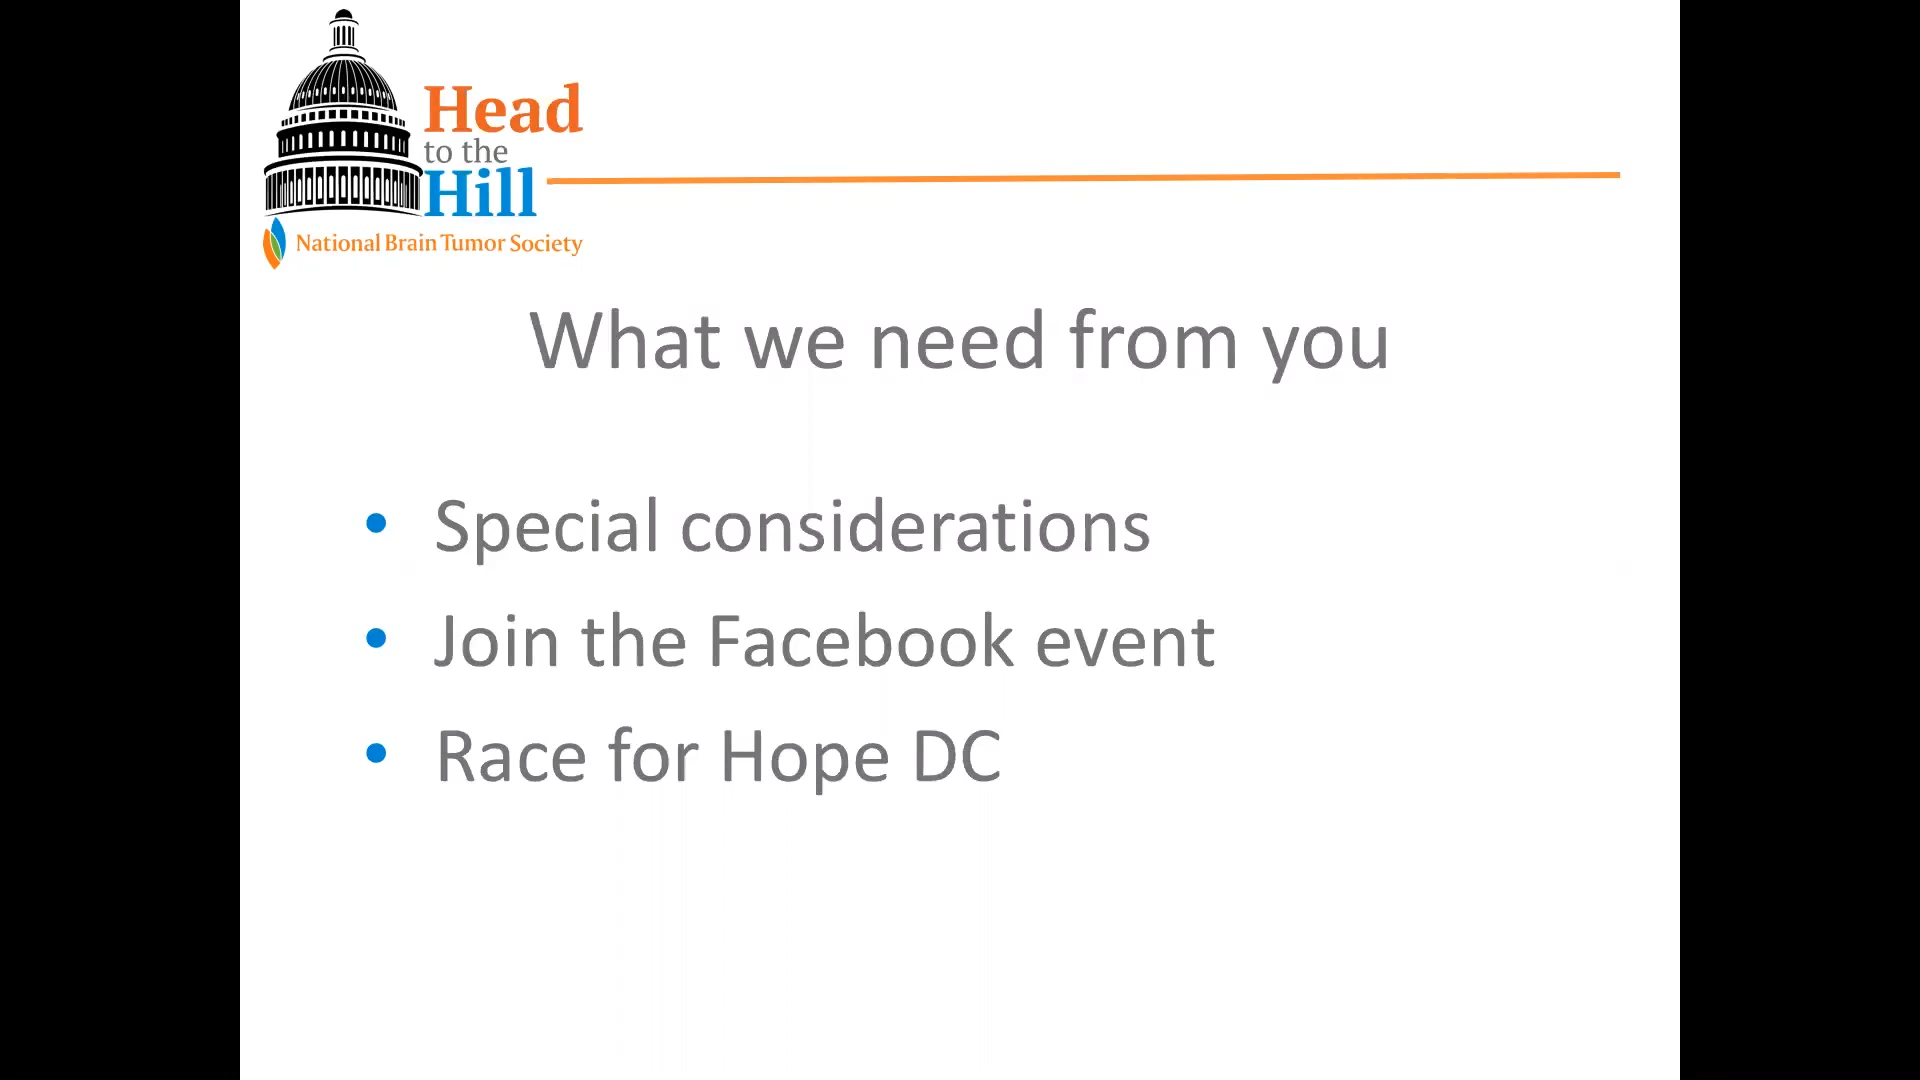 Head
to the
Hill
National Brain Tumor Society
What we need from you
• Special considerations
• Join the Facebook event
• Race for Hope DC